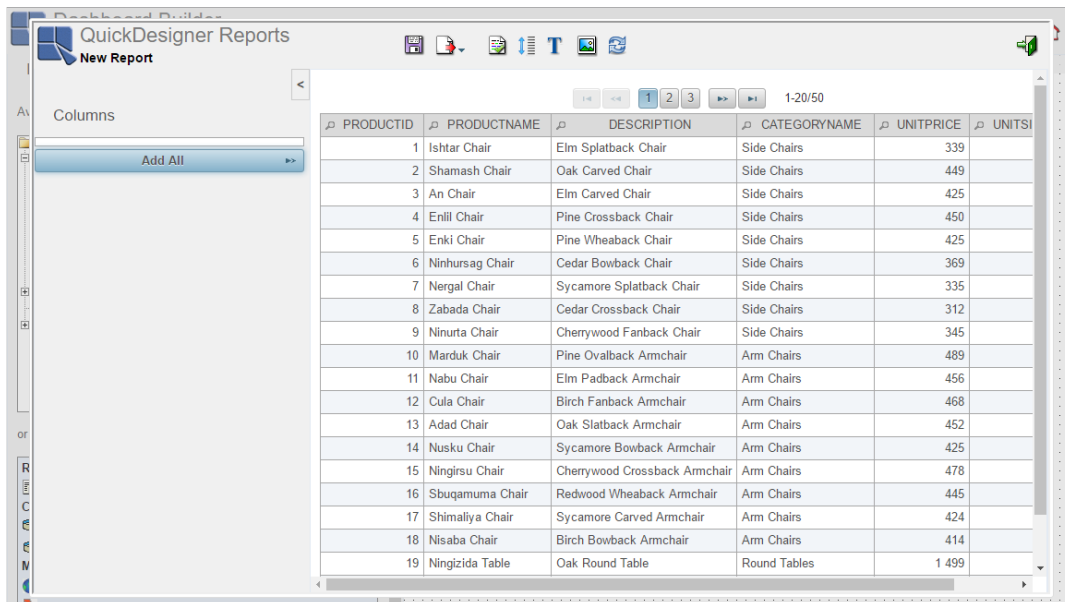 Dashboard Builder
QuickDesigner Reports
New Report
T
<
1 2 3 1-20/50
Columns
Add All
PRODUCTID PRODUCTNAME DESCRIPTION CATEGORYNAME UNITPRICE UNITSI
1 Ishtar Chair Elm Splatback Chair Side Chairs 339
2 Shamash Chair Oak Carved Chair Side Chairs 449
3 An Chair Elm Carved Chair Side Chairs 425
4 Enlil Chair Pine Crossback Chair Side Chairs 450
5 Enki Chair Pine Wheaback Chair Side Chairs 425
6 Ninhursag Chair Cedar Bowback Chair Side Chairs 369
7 Nergal Chair Sycamore Splatback Chair Side Chairs 335
8 Zabada Chair Cedar Crossback Chair Side Chairs 312
9 Ninurta Chair Cherrywood Fanback Chair Side Chairs 345
10 Marduk Chair Pine Ovalback Armchair Arm Chairs 489
11 Nabu Chair Elm Padback Armchair Arm Chairs 456
12 Cula Chair Birch Fanback Armchair Arm Chairs 468
13 Adad Chair Oak Slatback Armchair Arm Chairs 452
14 Nusku Chair Sycamore Bowback Armchair Arm Chairs 425
15 Ningirsu Chair Cherrywood Crossback Armchair Arm Chairs 478
16 Sbuqamuma Chair Redwood Wheaback Armchair Arm Chairs 445
17 Shimaliya Chair Sycamore Carved Armchair Arm Chairs 424
18 Nisaba Chair Birch Bowback Armchair Arm Chairs 414
19 Ningizida Table Oak Round Table Round Tables 1 499